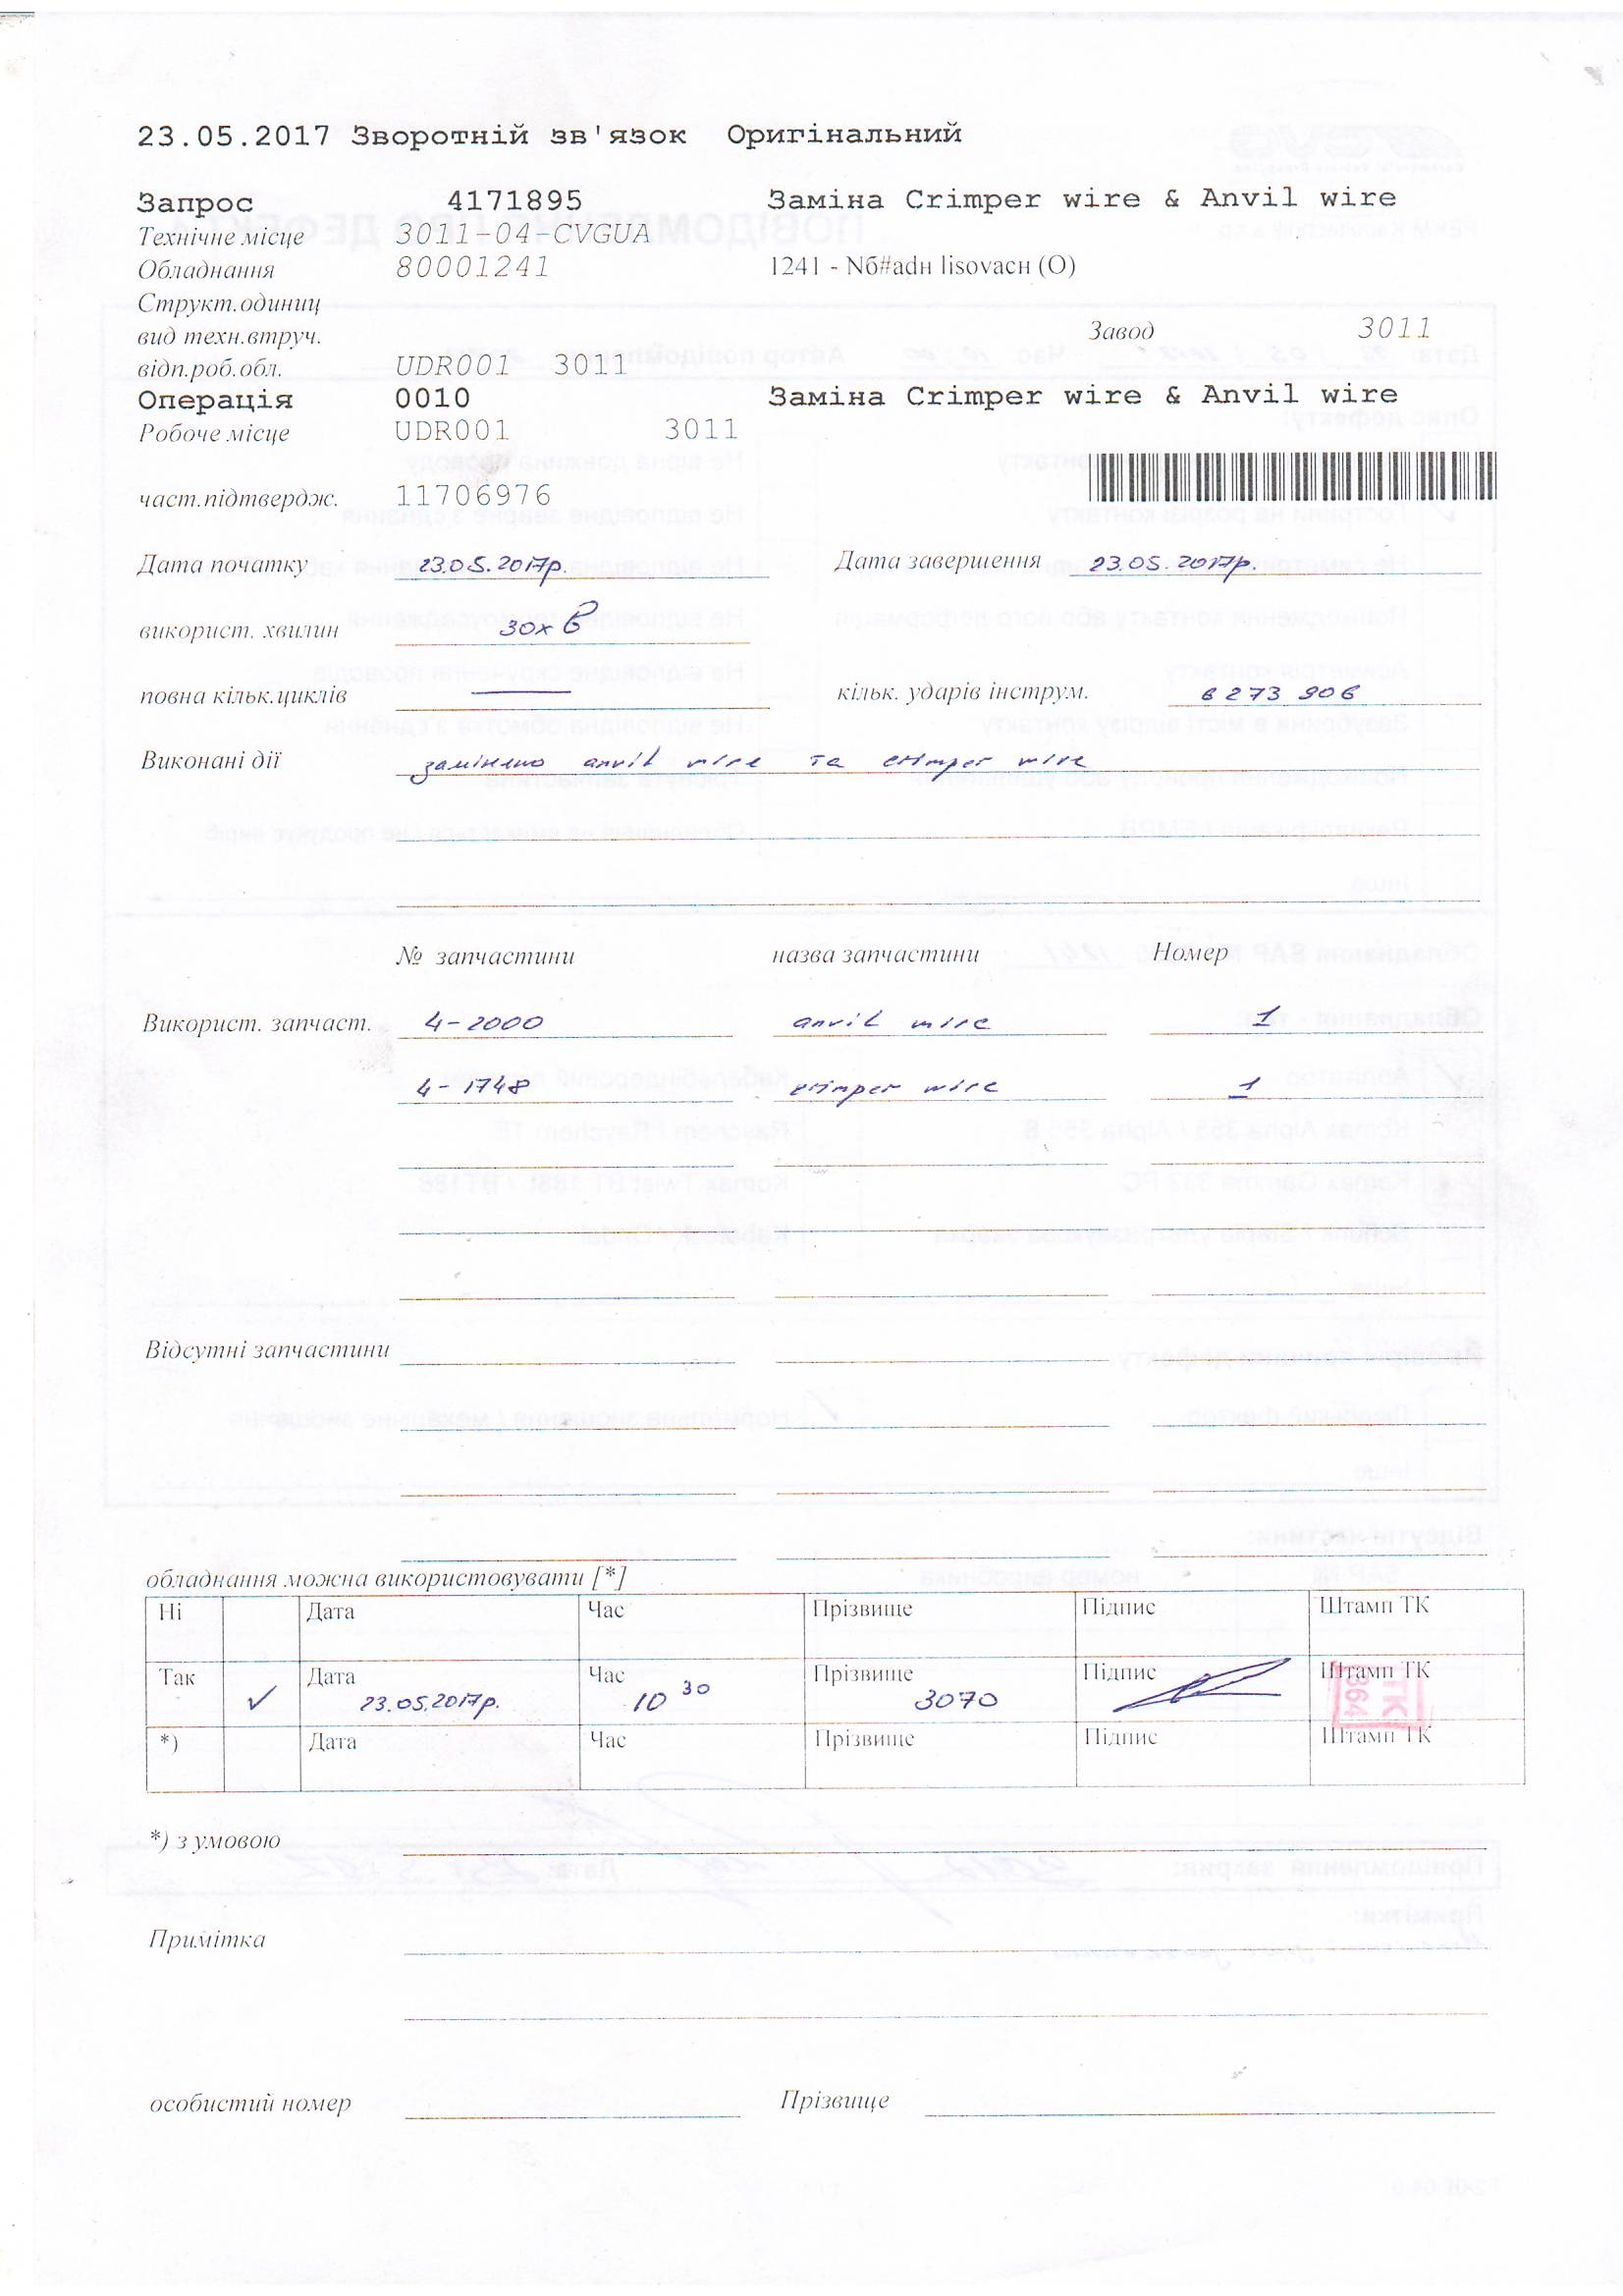 23.05.2017 Зворотній зв'язок Оригінальний
Запрос 4171895 Заміна Crimper wire & Anvil wire
Технічне місце 3011-04-CVGUA
Обладнання 80001241 1241 - Nб#adн lisovacн (O)
Структ.одиниц
вид техн.втруч. Завод 3011
відп.роб.обл. UDR001 3011
Операція 0010 Заміна Crimper wire & Anvil wire
Робоче місце UDR001 3011
част.підтвердж. 11706976
Дата початку 23.05.2017р. Дата завершення 23.05.2017р.
використ. хвилин 30хв
повна кільк.циклів — кільк. ударів інструм. 6273906
Виконані дії замінено anvil wire та crimper wire
№ запчастини назва запчастини Номер
Використ. запчаст. 4-2000 anvil wire 1
4-1748 crimper wire 1
Відсутні запчастини
обладнання можна використовувати [*]
Ні Дата Час Прізвище Підпис Штамп ТК
Так ✓ Дата 23.05.2017р. Час 10 30 Прізвище 3070 Підпис Штамп ТК ТК 364
*) Дата Час Прізвище Підпис Штамп ТК
*) з умовою
Примітка
особистий номер Прізвище